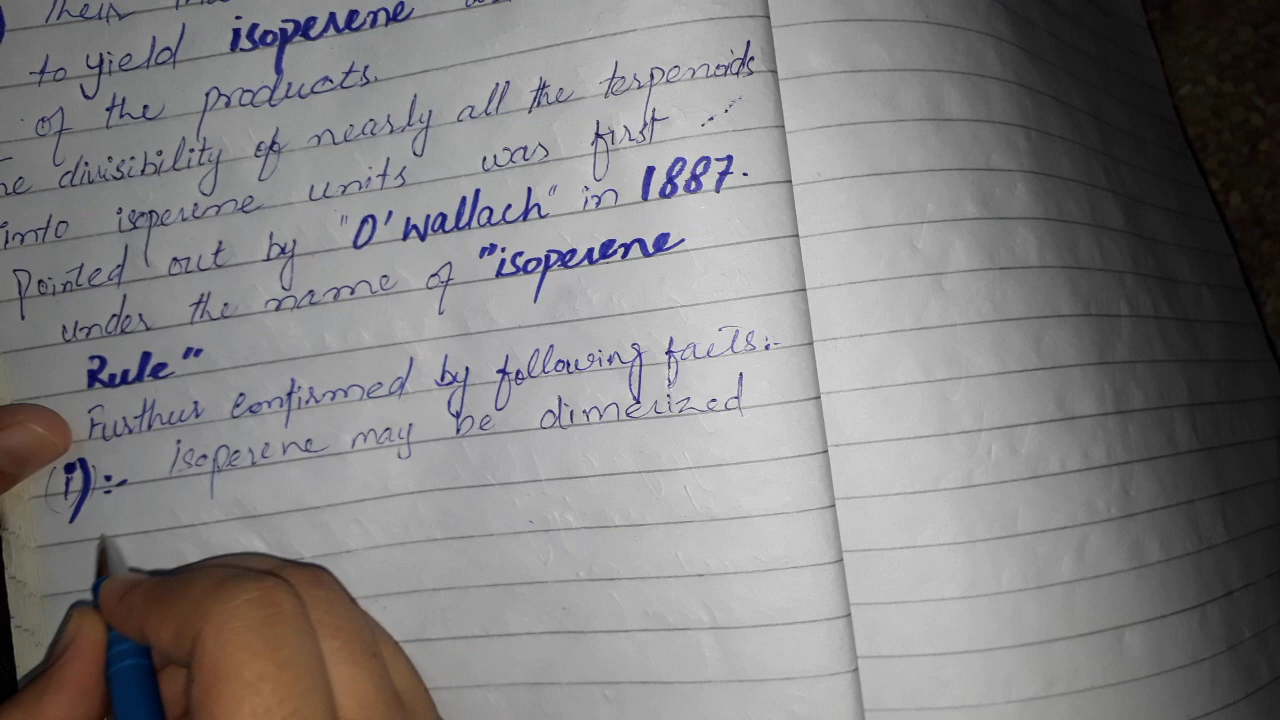 Their
to yield isoperene
of the products.
he divisibility of nearly all the terpenoids
into isoperene units was first
Pointed out by "O'Wallach" in 1887.
under the name of "isoperene
Rule"
Further confirmed by following facts:-
(i):- isoperene may be dimerized